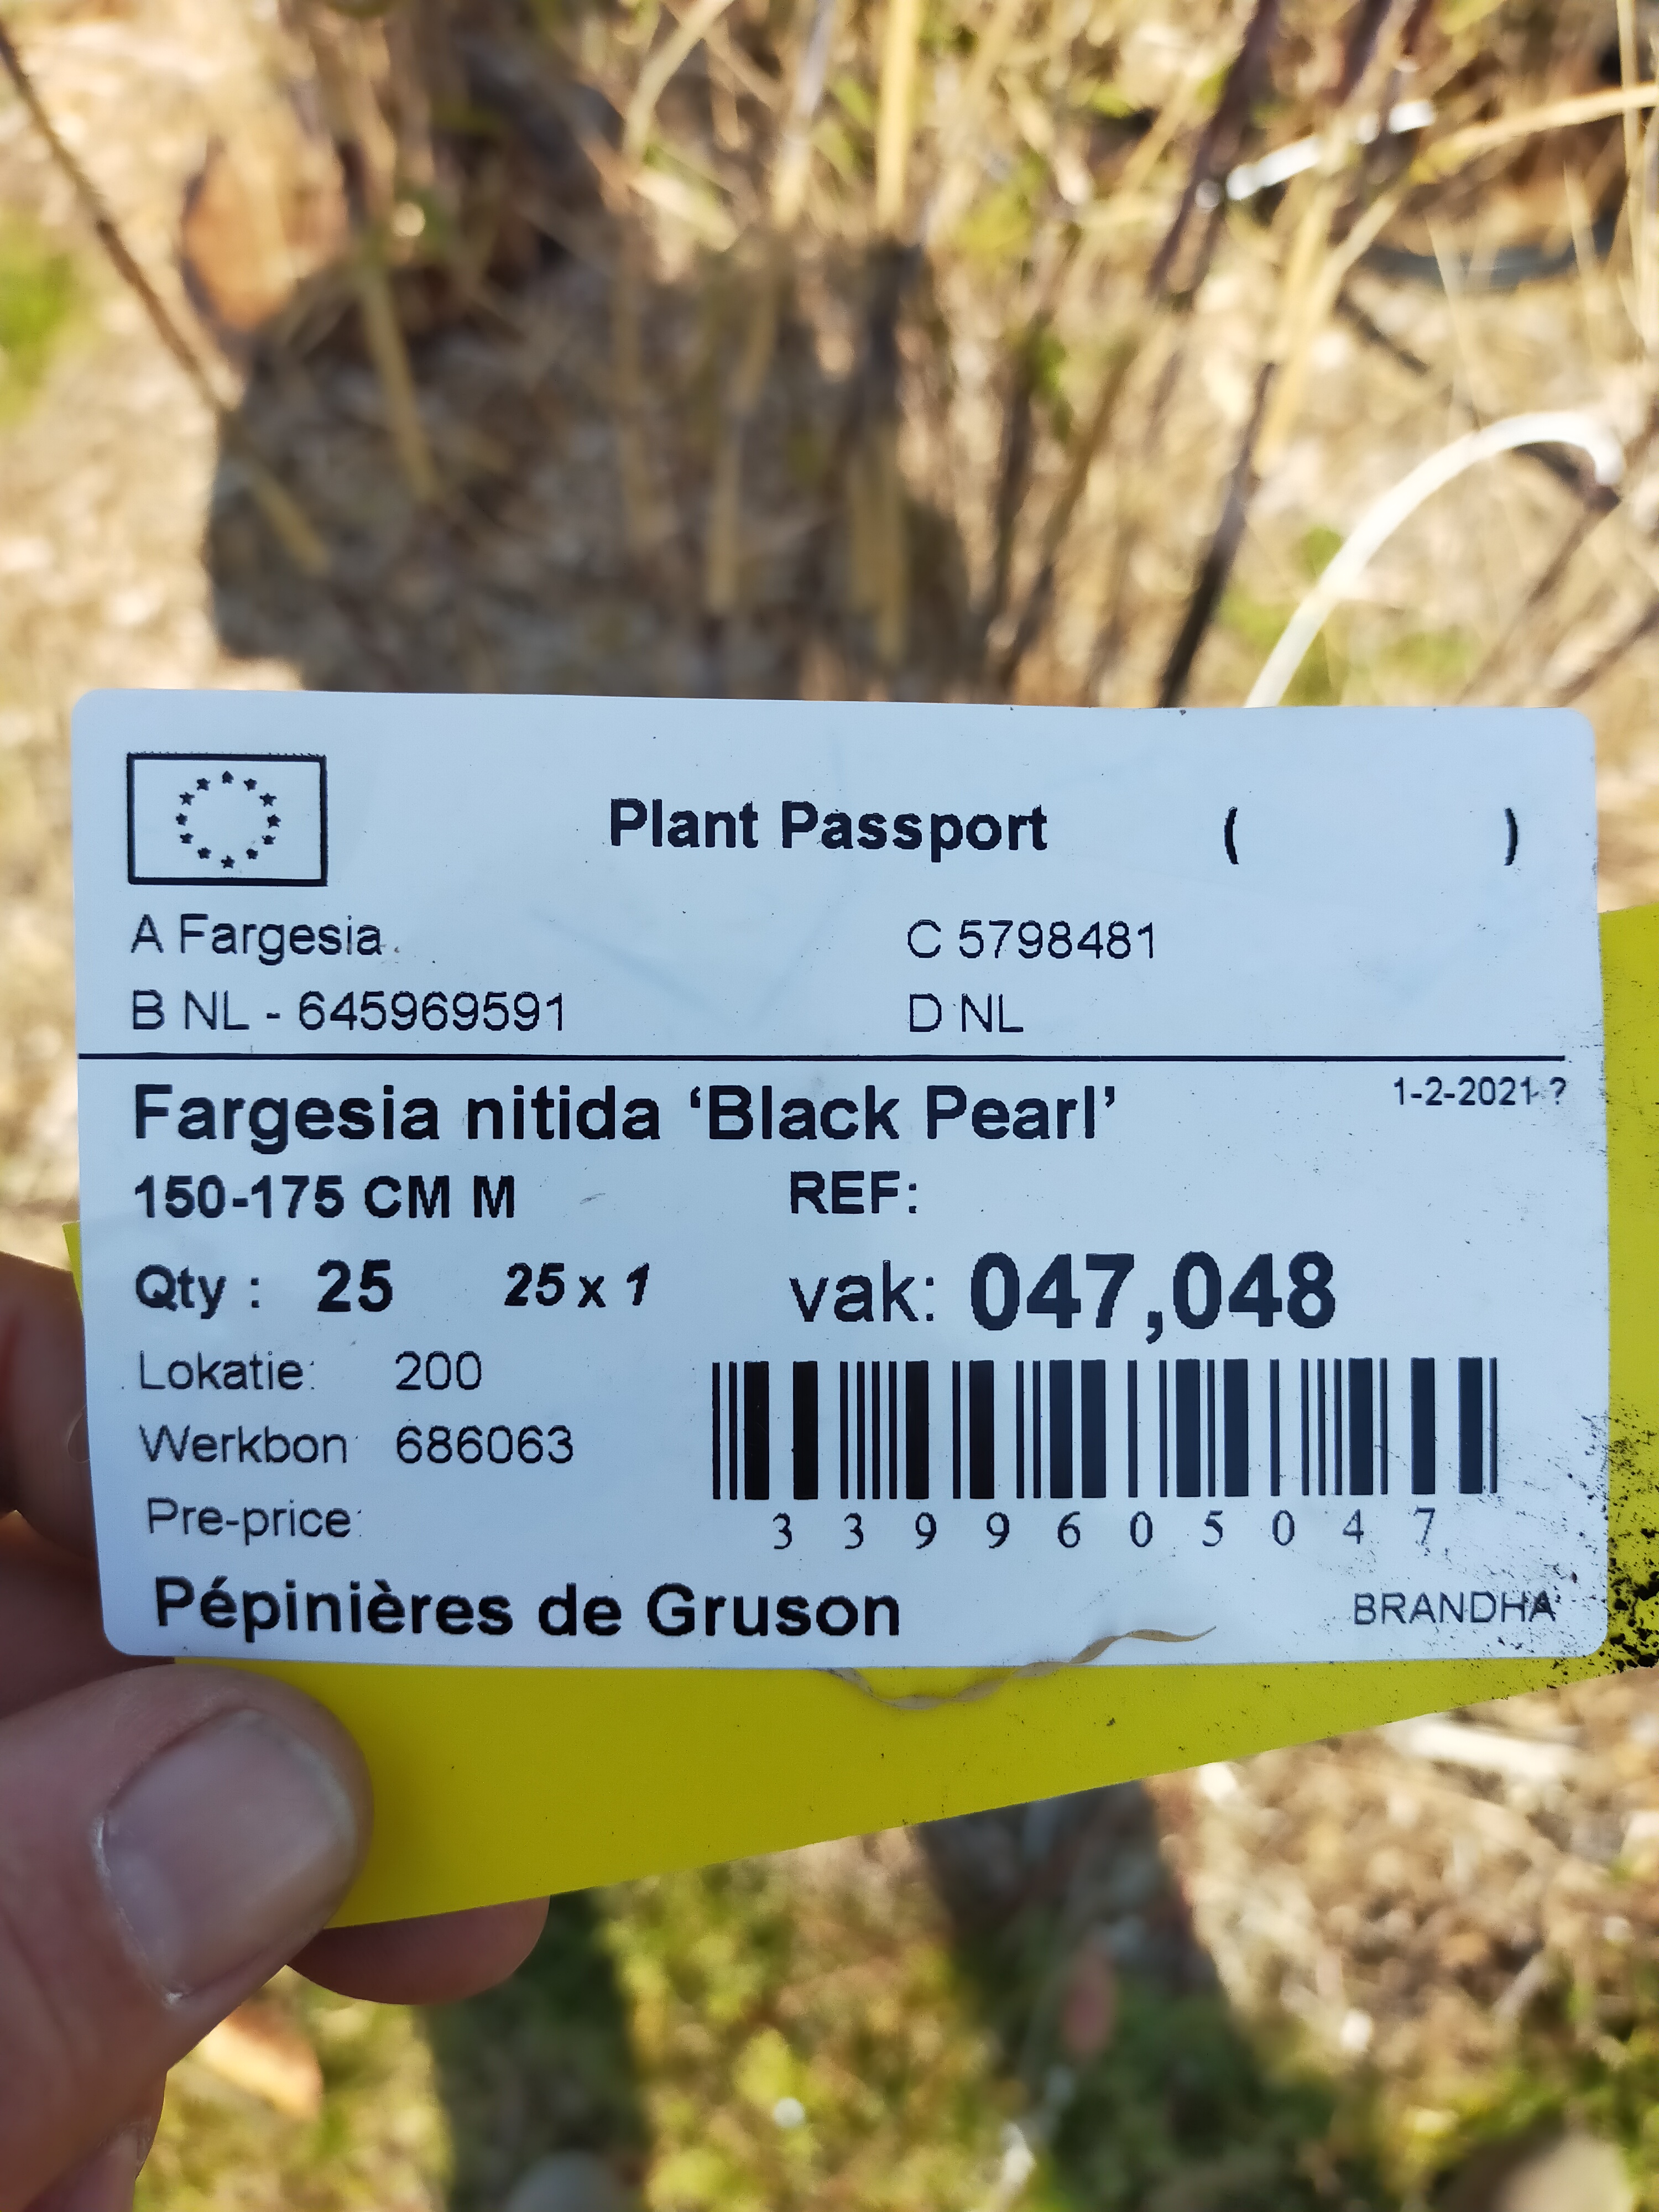 Plant Passport ( )
A Fargesia C 5798481
B NL - 645969591 D NL
Fargesia nitida ‘Black Pearl’ 1-2-2021 ?
150-175 CM M REF:
Qty : 25 25 x 1 vak: 047,048
Lokatie: 200
Werkbon 686063
3 3 9 9 6 0 5 0 4 7
Pre-price:
Pépinières de Gruson BRANDHA